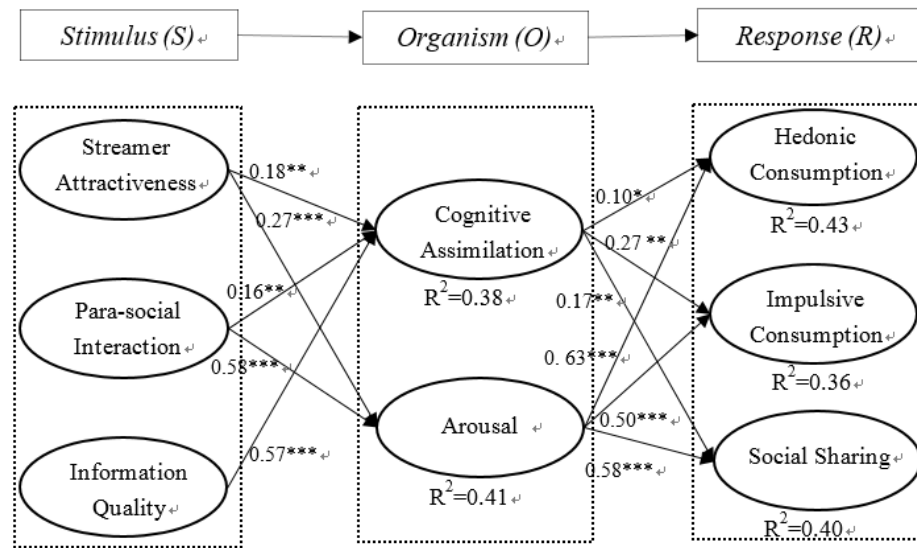 Stimulus (S)
Organism (O)
Response (R)
Streamer
Attractiveness
Para-social
Interaction
Information
Quality
0.18**
0.27***
0.16**
0.58***
0.57***
Cognitive
Assimilation
R²=0.38
Arousal
R²=0.41
0.10*
0.27 **
0.17**
0. 63***
0.50***
0.58***
Hedonic
Consumption
R²=0.43
Impulsive
Consumption
R²=0.36
Social Sharing
R²=0.40